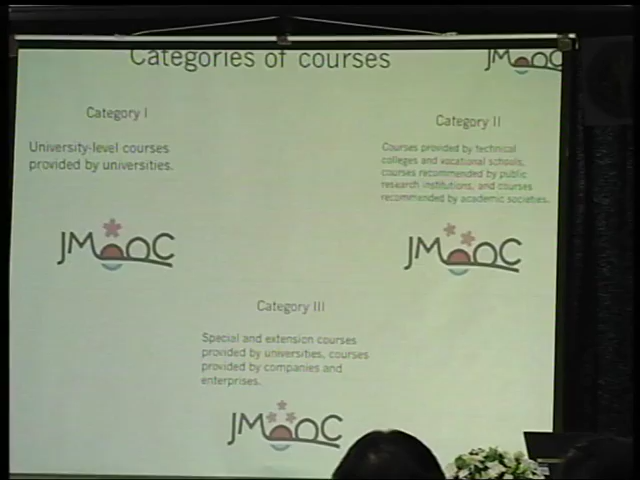 Categories of courses
JMOOC
Category I
University-level courses
provided by universities.
JMOOC
Category II
Courses provided by technical
colleges and vocational schools,
courses recommended by public
research institutions, and courses
recommended by academic societies.
JMOOC
Category III
Special and extension courses
provided by universities, courses
provided by companies and
enterprises.
JMOOC